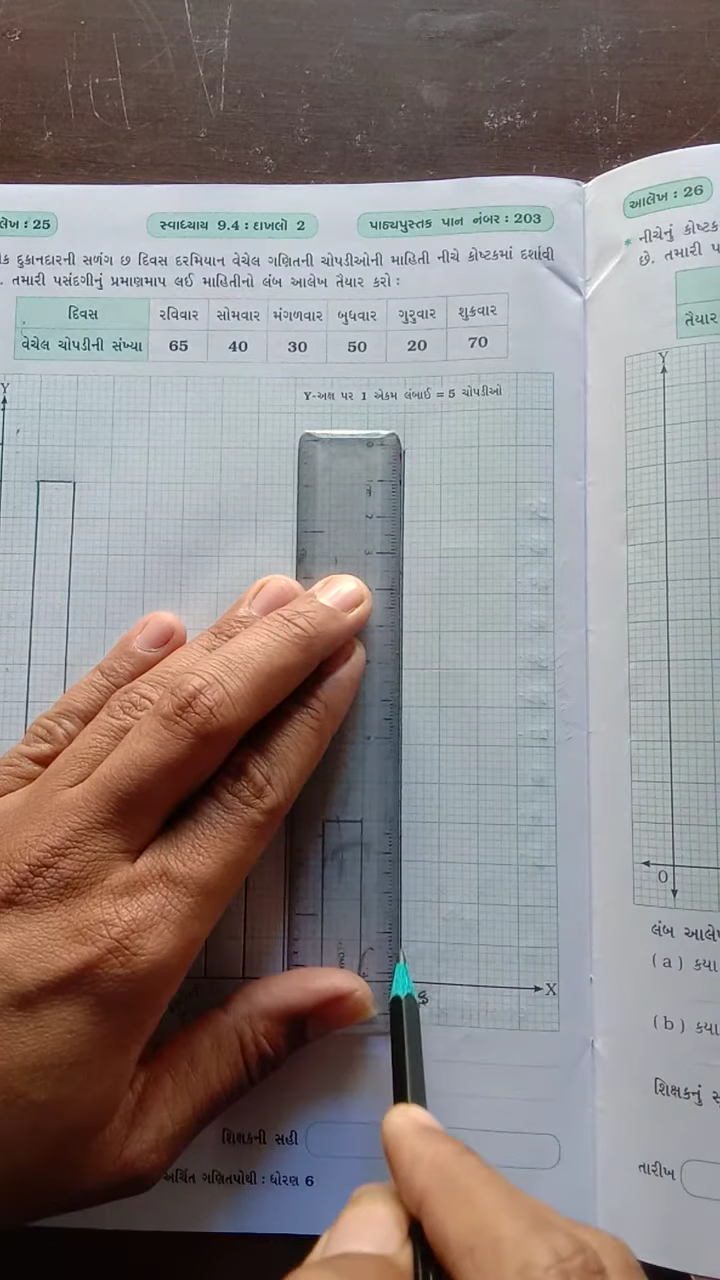 લેખ : 25
સ્વાધ્યાય 9.4 : દાખલો 2
પાઠ્યપુસ્તક પાન નંબર : 203
ક દુકાનદારની સળંગ છ દિવસ દરમિયાન વેચેલ ગણિતની ચોપડીઓની માહિતી નીચે કોષ્ટકમાં દર્શાવી
. તમારી પસંદગીનું પ્રમાણમાપ લઈ માહિતીનો લંબ આલેખ તૈયાર કરો :
દિવસ રવિવાર સોમવાર મંગળવાર બુધવાર ગુરુવાર શુક્રવાર
વેચેલ ચોપડીની સંખ્યા 65 40 30 50 20 70
Y
Y-અક્ષ પર 1 એકમ લંબાઈ = 5 ચોપડીઓ
X
શિક્ષકની સહી
અર્ચિત ગણિતપોથી : ધોરણ 6
આલેખ : 26
* નીચેનું કોષ્ટક
છે. તમારી પ
તૈયાર
Y
O
લંબ આલે
(a) કયા
(b) કયા
શિક્ષકનું સ
તારીખ